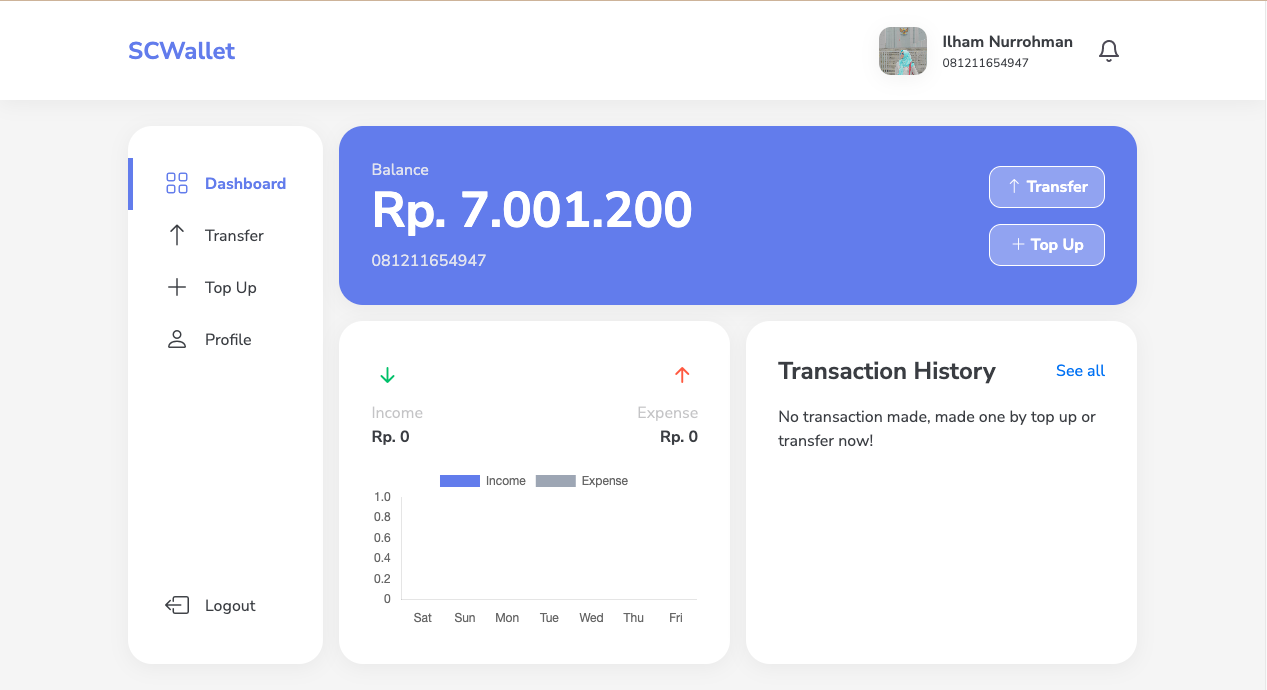 SCWallet
Ilham Nurrohman
081211654947
Dashboard
Transfer
Top Up
Profile
Logout
Balance
Rp. 7.001.200
081211654947
Transfer
Top Up
Income
Rp. 0
Expense
Rp. 0
Income Expense
1.0
0.8
0.6
0.4
0.2
0
Sat Sun Mon Tue Wed Thu Fri
Transaction History
See all
No transaction made, made one by top up or
transfer now!